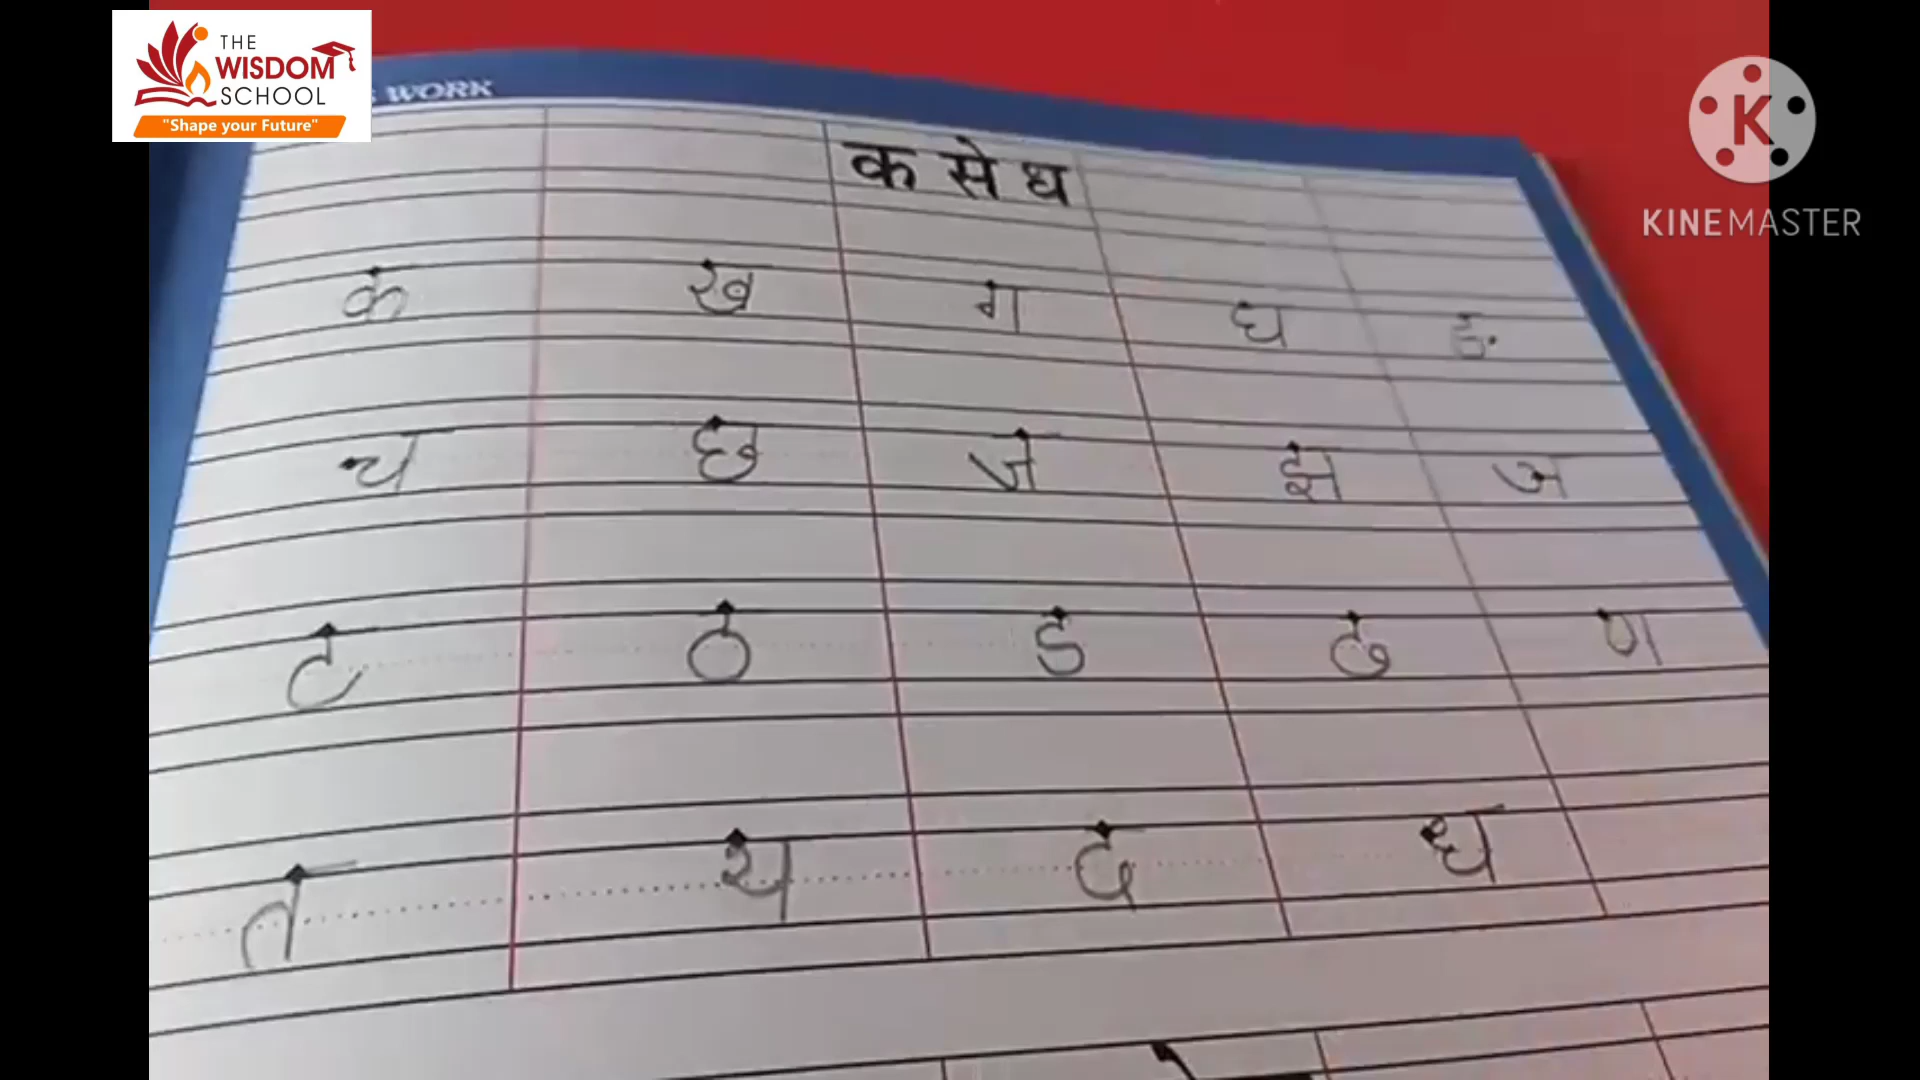 THE
WISDOM
SCHOOL
"Shape your Future"
WORK
KINEMASTER
क से ध
क ख ग घ ङ
च छ ज झ ञ
ट ठ ड ढ ण
त थ द ध